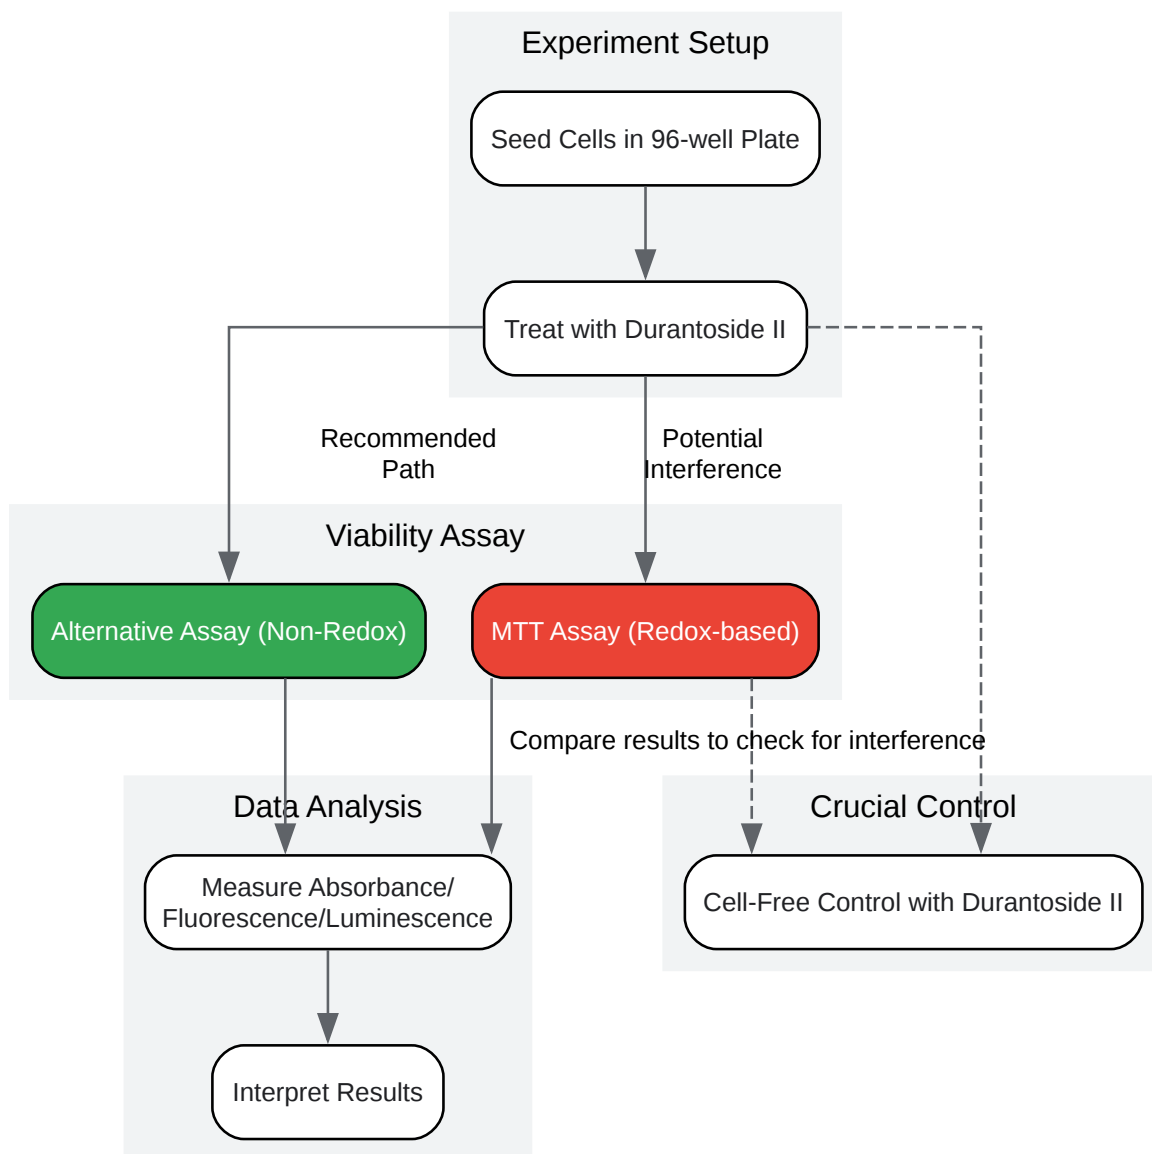 Experiment Setup
Seed Cells in 96-well Plate
Treat with Durantoside II
Recommended
Path
Potential
Interference
Viability Assay
Alternative Assay (Non-Redox)
MTT Assay (Redox-based)
Compare results to check for interference
Data Analysis
Crucial Control
Measure Absorbance/
Fluorescence/Luminescence
Cell-Free Control with Durantoside II
Interpret Results